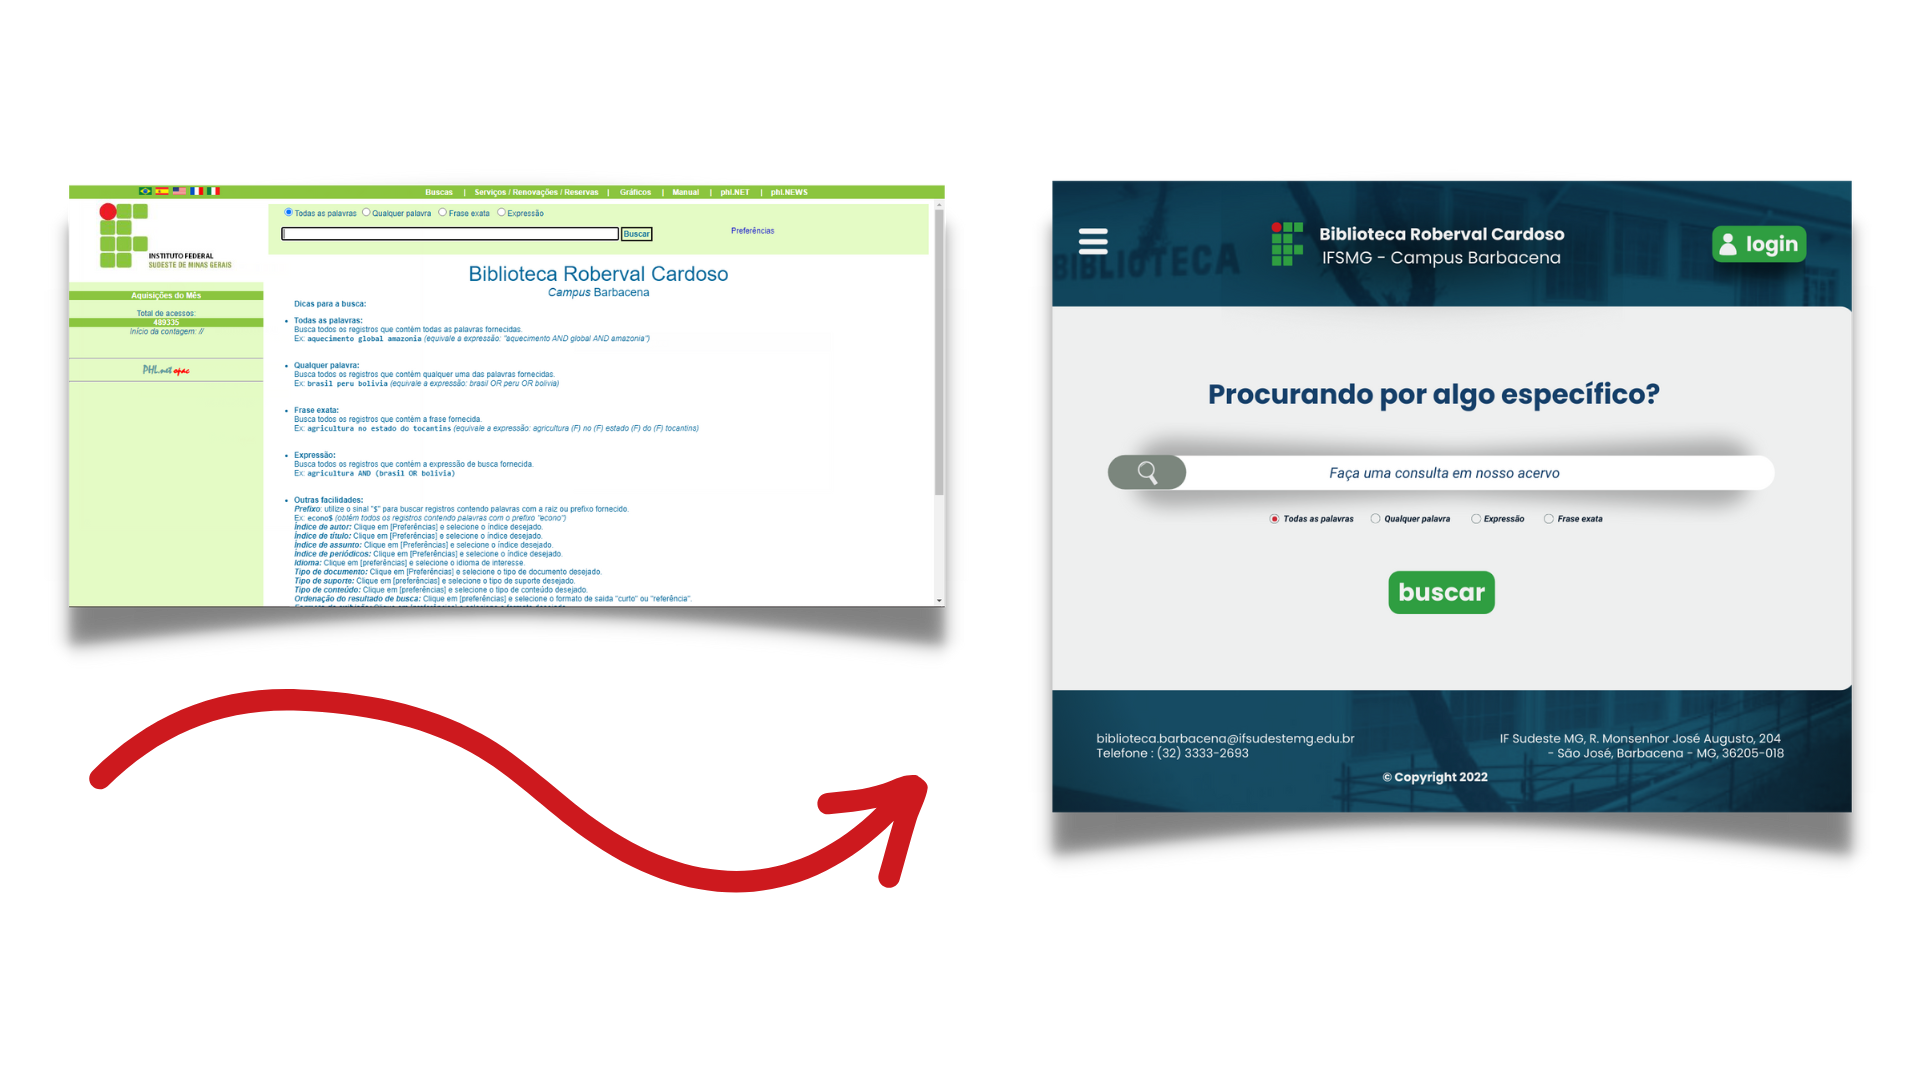 Buscas | Serviços / Renovações / Reservas | Gráficos | Manual | phl.NET | phl.NEWS
Todas as palavras Qualquer palavra Frase exata Expressão
Buscar
Preferências
INSTITUTO FEDERAL
SUDESTE DE MINAS GERAIS
Aquisições do Mês
Total de acessos:
489335
Início da contagem: //
PHL.net opac
Biblioteca Roberval Cardoso
Campus Barbacena
Dicas para a busca:
Todas as palavras:
Busca todos os registros que contém todas as palavras fornecidas.
Ex: aquecimento global amazonia (equivale a expressão: "aquecimento AND global AND amazonia")
Qualquer palavra:
Busca todos os registros que contém qualquer uma das palavras fornecidas.
Ex: brasil peru bolivia (equivale a expressão: brasil OR peru OR bolivia)
Frase exata:
Busca todos os registros que contém a frase fornecida.
Ex: agricultura no estado do tocantins (equivale a expressão: agricultura (F) no (F) estado (F) do (F) tocantins)
Expressão:
Busca todos os registros que contém a expressão de busca fornecida.
Ex: agricultura AND (brasil OR bolivia)
Outras facilidades:
Prefixo: utilize o sinal "$" para buscar registros contendo palavras com a raiz ou prefixo fornecido.
Ex: econo$ (obtêm todos os registros contendo palavras com o prefixo "econo")
Índice de autor: Clique em [Preferências] e selecione o índice desejado.
Índice de título: Clique em [Preferências] e selecione o índice desejado.
Índice de assunto: Clique em [Preferências] e selecione o índice desejado.
Índice de periódicos: Clique em [Preferências] e selecione o índice desejado.
Idioma: Clique em [preferências] e selecione o idioma de interesse.
Tipo de documento: Clique em [Preferências] e selecione o tipo de documento desejado.
Tipo de suporte: Clique em [preferências] e selecione o tipo de suporte desejado.
Tipo de conteúdo: Clique em [preferências] e selecione o tipo de conteúdo desejado.
Ordenação do resultado de busca: Clique em [preferências] e selecione o formato de saída "curto" ou "referência".
BIBLIOTECA
Biblioteca Roberval Cardoso
IFSMG - Campus Barbacena
login
Procurando por algo específico?
Faça uma consulta em nosso acervo
Todas as palavras Qualquer palavra Expressão Frase exata
buscar
biblioteca.barbacena@ifsudestemg.edu.br
Telefone : (32) 3333-2693
IF Sudeste MG, R. Monsenhor José Augusto, 204
- São José, Barbacena - MG, 36205-018
© Copyright 2022